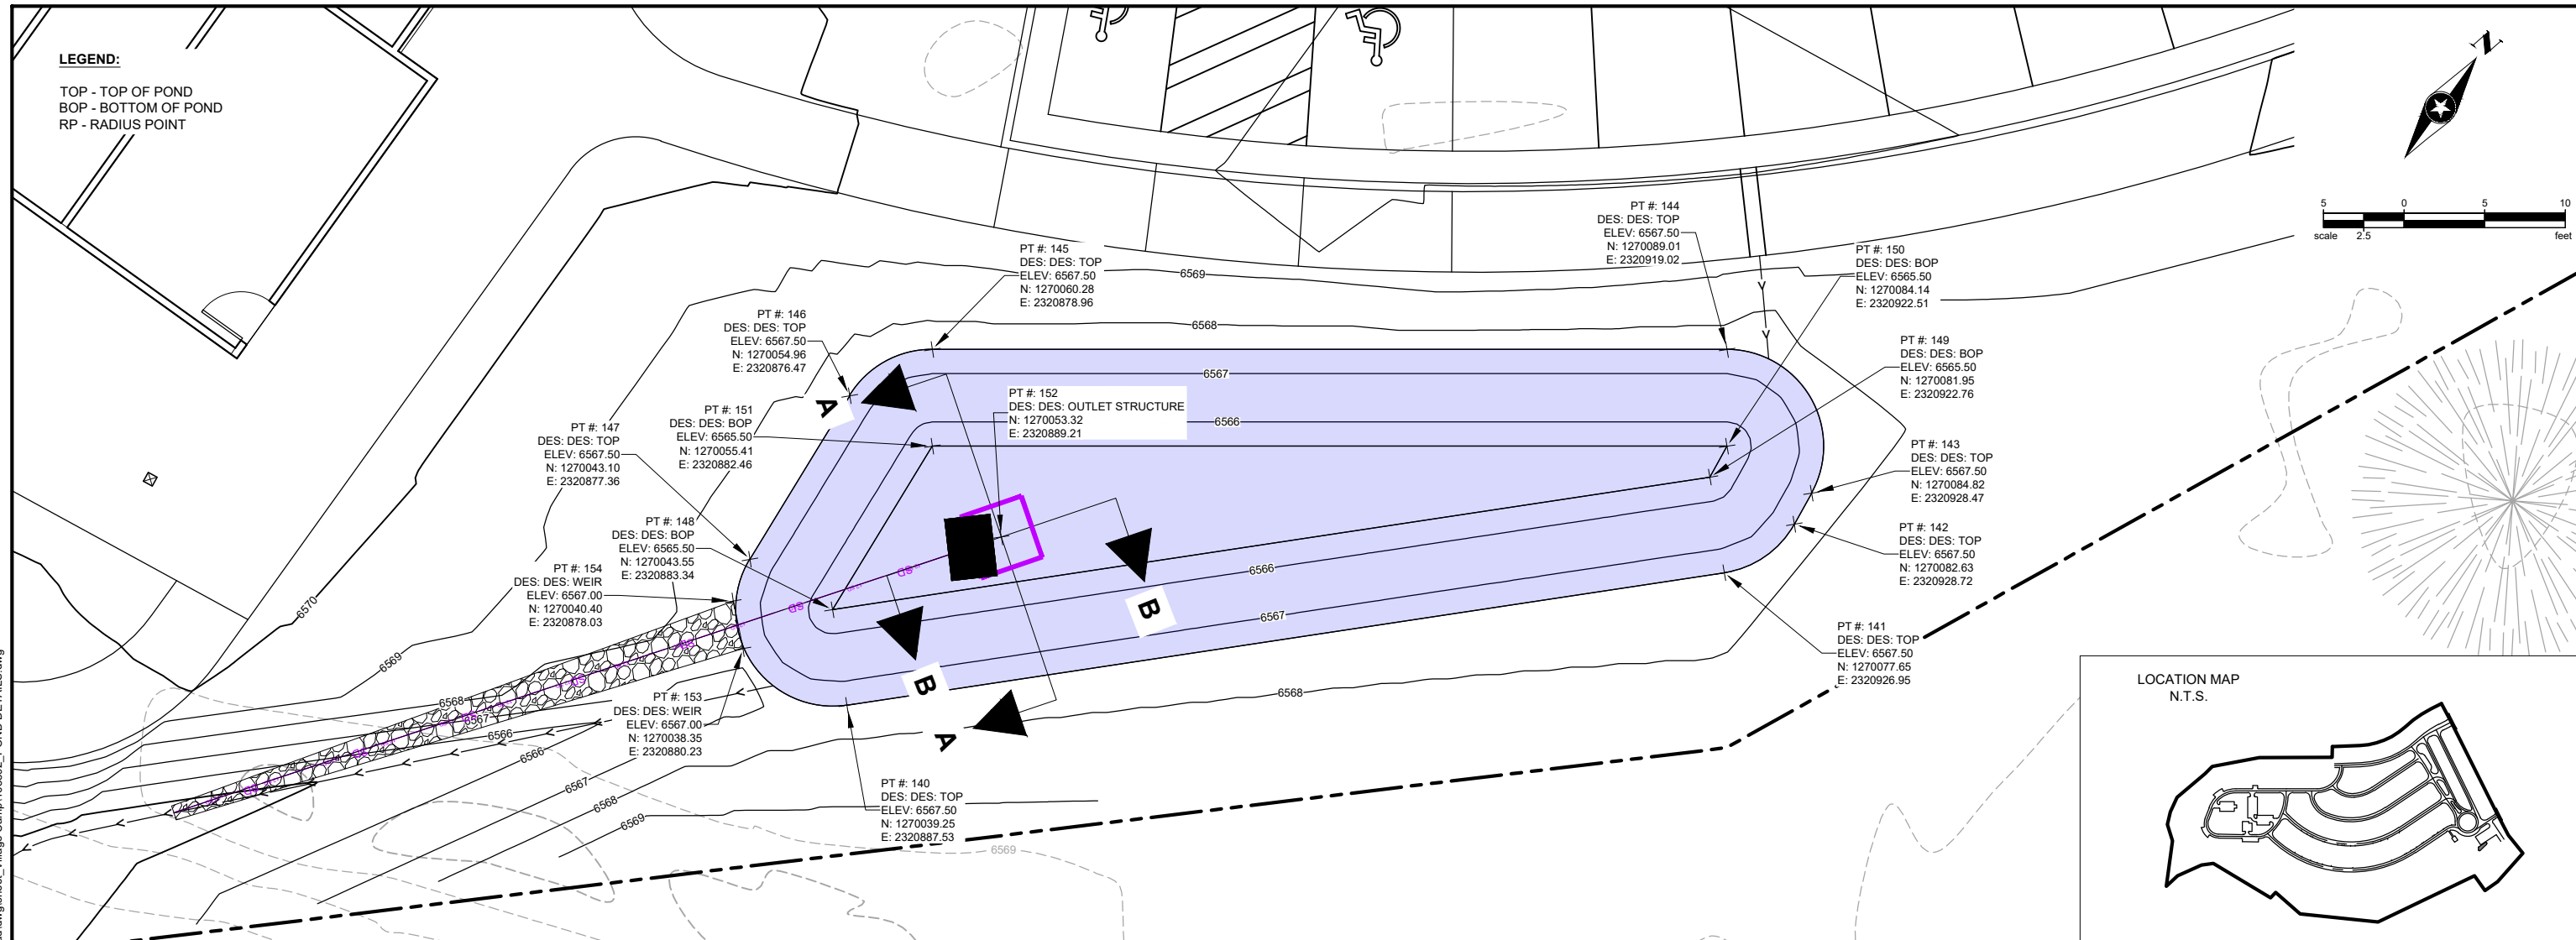 LEGEND:
TOP - TOP OF POND
BOP - BOTTOM OF POND
RP - RADIUS POINT
N
5 0 5 10
scale 2.5 feet
PT #: 144
DES: DES: TOP
ELEV: 6567.50
N: 1270089.01
E: 2320919.02
PT #: 145
DES: DES: TOP
ELEV: 6567.50
N: 1270060.28
E: 2320878.96
PT #: 150
DES: DES: BOP
ELEV: 6565.50
N: 1270084.14
E: 2320922.51
6569
6568
PT #: 146
DES: DES: TOP
ELEV: 6567.50
N: 1270054.96
E: 2320876.47
PT #: 149
DES: DES: BOP
ELEV: 6565.50
N: 1270081.95
E: 2320922.76
6567
PT #: 152
DES: DES: OUTLET STRUCTURE
N: 1270053.32
E: 2320889.21
A
6566
PT #: 151
DES: DES: BOP
ELEV: 6565.50
N: 1270055.41
E: 2320882.46
PT #: 147
DES: DES: TOP
ELEV: 6567.50
N: 1270043.10
E: 2320877.36
PT #: 143
DES: DES: TOP
ELEV: 6567.50
N: 1270084.82
E: 2320928.47
PT #: 148
DES: DES: BOP
ELEV: 6565.50
N: 1270043.55
E: 2320883.34
PT #: 142
DES: DES: TOP
ELEV: 6567.50
N: 1270082.63
E: 2320928.72
PT #: 154
DES: DES: WEIR
ELEV: 6567.00
N: 1270040.40
E: 2320878.03
SD
6566
SD
B
6567
6570
PT #: 141
DES: DES: TOP
ELEV: 6567.50
N: 1270077.65
E: 2320926.95
SD
6569
SD
B
6568
PT #: 153
DES: DES: WEIR
ELEV: 6567.00
N: 1270038.35
E: 2320880.23
6568
6567
6566
A
SD
6566
SD
6567
6568
6569
PT #: 140
DES: DES: TOP
ELEV: 6567.50
N: 1270039.25
E: 2320887.53
6569
LOCATION MAP
N.T.S.